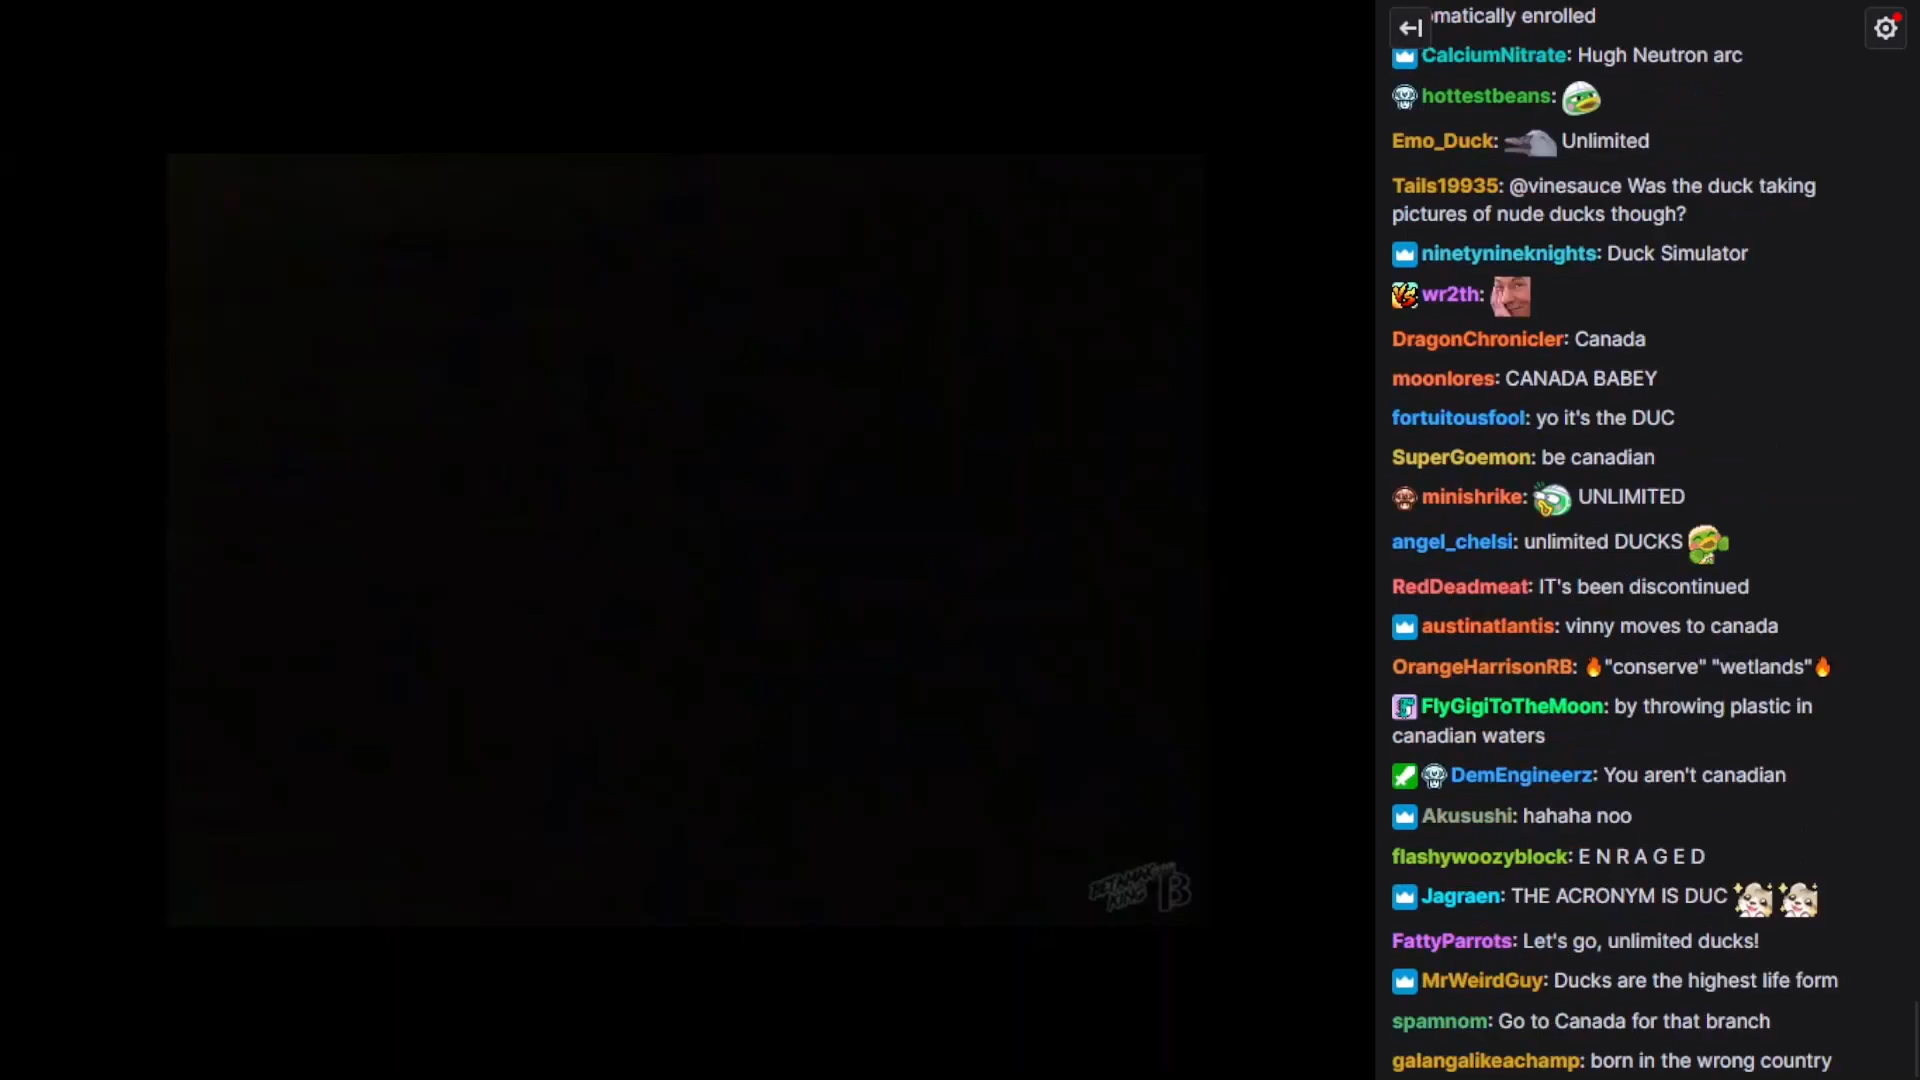 omatically enrolled
CalciumNitrate: Hugh Neutron arc
hottestbeans:
Emo_Duck: Unlimited
Tails19935: @vinesauce Was the duck taking
pictures of nude ducks though?
ninetynineknights: Duck Simulator
wr2th:
DragonChronicler: Canada
moonlores: CANADA BABEY
fortuitousfool: yo it's the DUC
SuperGoemon: be canadian
minishrike: UNLIMITED
angel_chelsi: unlimited DUCKS
RedDeadmeat: IT's been discontinued
austinatlantis: vinny moves to canada
OrangeHarrisonRB: 🔥"conserve" "wetlands"🔥
FlyGigiToTheMoon: by throwing plastic in
canadian waters
DemEngineerz: You aren't canadian
Akusushi: hahaha noo
flashywoozyblock: E N R A G E D
Jagraen: THE ACRONYM IS DUC
FattyParrots: Let's go, unlimited ducks!
MrWeirdGuy: Ducks are the highest life form
spamnom: Go to Canada for that branch
galangalikeachamp: born in the wrong country
BETAMAX
KING